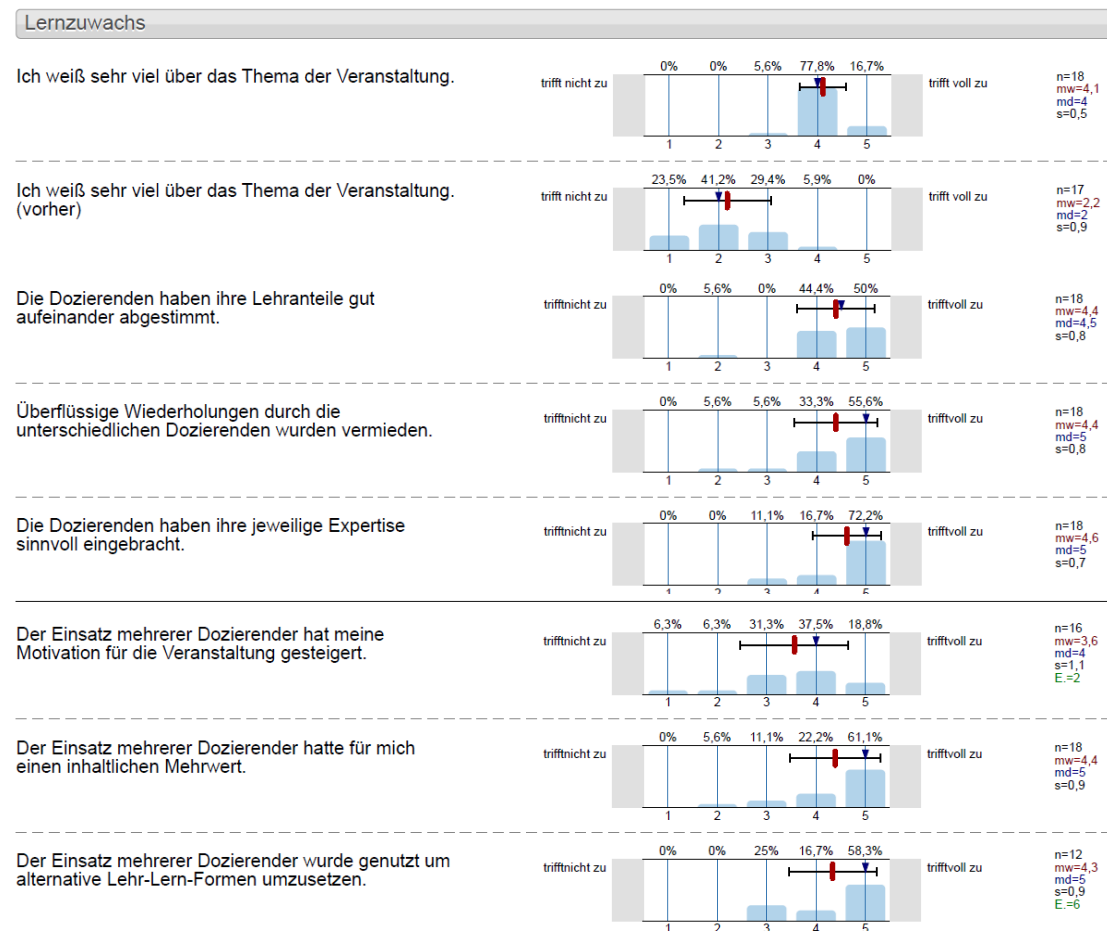 Lernzuwachs
Ich weiß sehr viel über das Thema der Veranstaltung.
0% 0% 5,6% 77,8% 16,7%
trifft nicht zu trifft voll zu
1 2 3 4 5
n=18
mw=4,1
md=4
s=0,5
Ich weiß sehr viel über das Thema der Veranstaltung.
(vorher)
23,5% 41,2% 29,4% 5,9% 0%
trifft nicht zu trifft voll zu
1 2 3 4 5
n=17
mw=2,2
md=2
s=0,9
Die Dozierenden haben ihre Lehranteile gut
aufeinander abgestimmt.
0% 5,6% 0% 44,4% 50%
trifftnicht zu trifftvoll zu
1 2 3 4 5
n=18
mw=4,4
md=4,5
s=0,8
Überflüssige Wiederholungen durch die
unterschiedlichen Dozierenden wurden vermieden.
0% 5,6% 5,6% 33,3% 55,6%
trifftnicht zu trifftvoll zu
1 2 3 4 5
n=18
mw=4,4
md=5
s=0,8
Die Dozierenden haben ihre jeweilige Expertise
sinnvoll eingebracht.
0% 0% 11,1% 16,7% 72,2%
trifftnicht zu trifftvoll zu
1 2 3 4 5
n=18
mw=4,6
md=5
s=0,7
Der Einsatz mehrerer Dozierender hat meine
Motivation für die Veranstaltung gesteigert.
6,3% 6,3% 31,3% 37,5% 18,8%
trifftnicht zu trifftvoll zu
1 2 3 4 5
n=16
mw=3,6
md=4
s=1,1
E.=2
Der Einsatz mehrerer Dozierender hatte für mich
einen inhaltlichen Mehrwert.
0% 5,6% 11,1% 22,2% 61,1%
trifftnicht zu trifftvoll zu
1 2 3 4 5
n=18
mw=4,4
md=5
s=0,9
Der Einsatz mehrerer Dozierender wurde genutzt um
alternative Lehr-Lern-Formen umzusetzen.
0% 0% 25% 16,7% 58,3%
trifftnicht zu trifftvoll zu
1 2 3 4 5
n=12
mw=4,3
md=5
s=0,9
E.=6